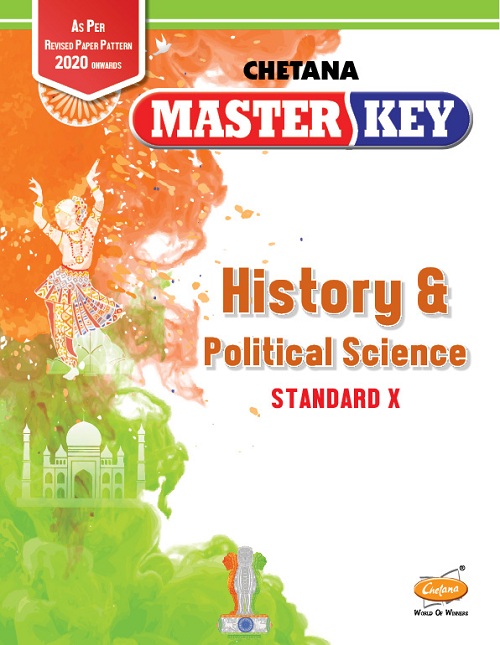 AS PER
REVISED PAPER PATTERN
2020 ONWARDS
CHETANA
MASTER KEY
History &
Political Science
STANDARD X
Chetana
®
WORLD OF WINNERS